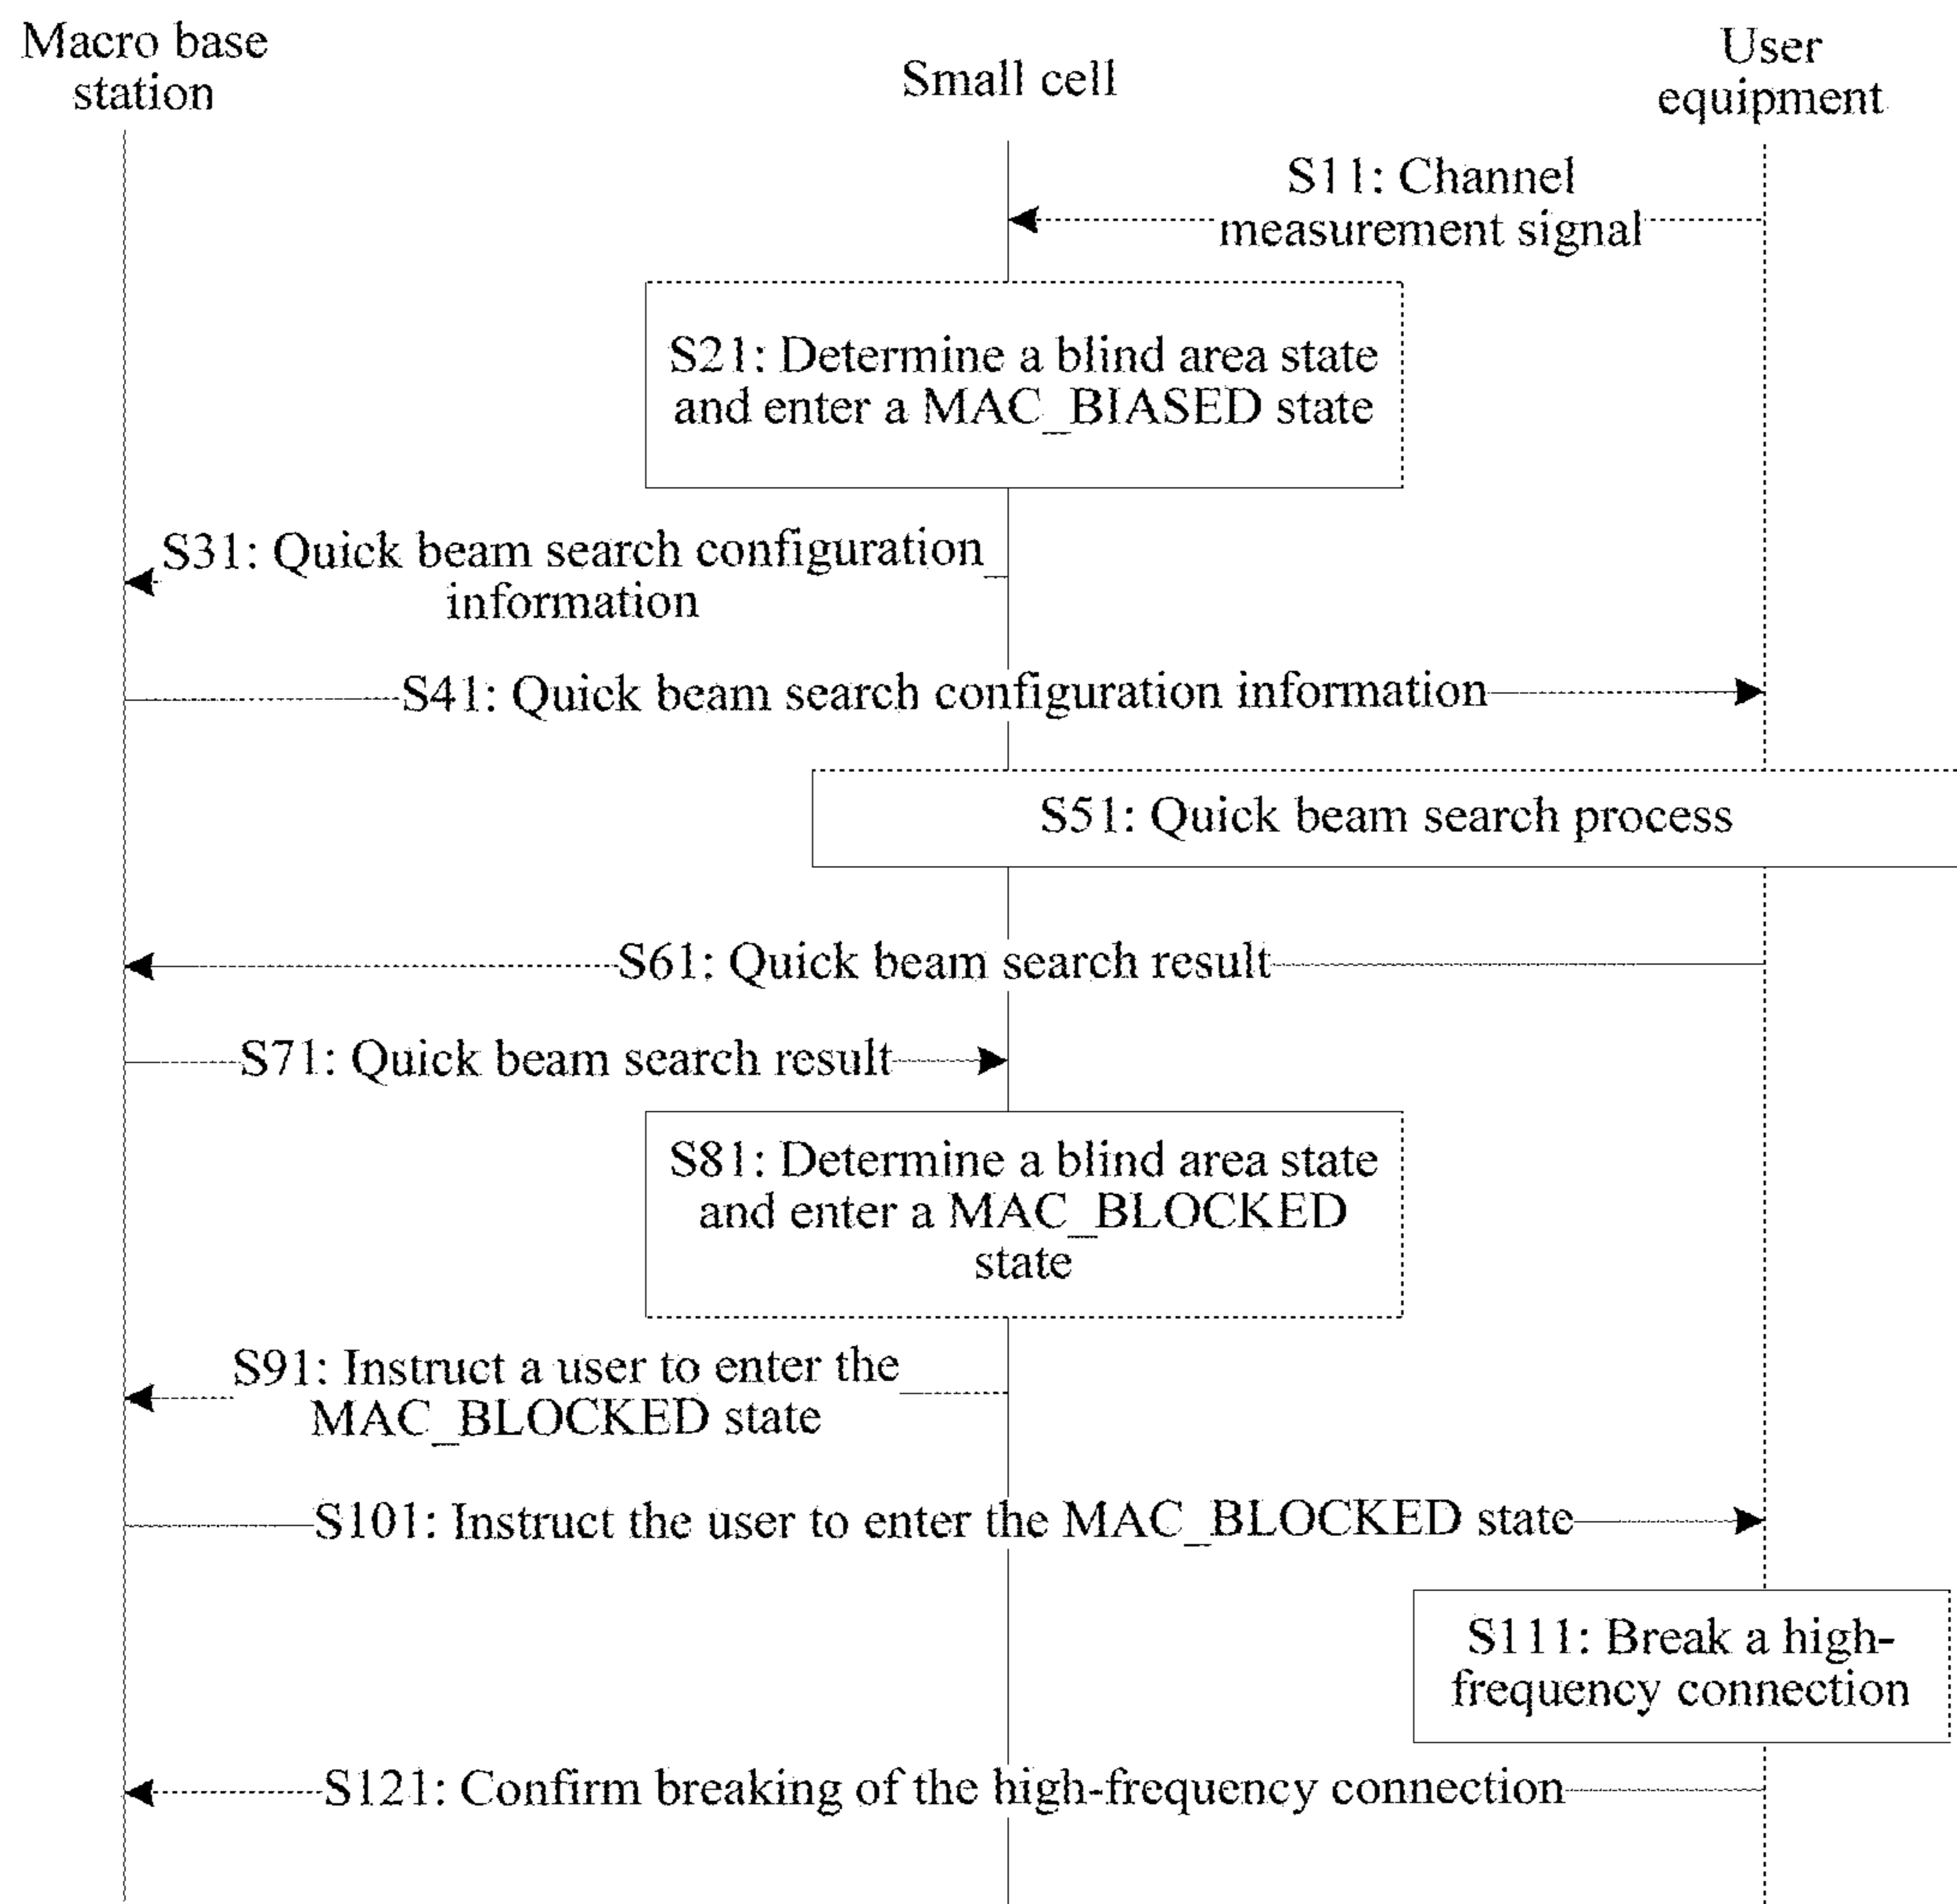 Macro base
station
Small cell
User
equipment
S11: Channel
measurement signal
S21: Determine a blind area state
and enter a MAC_BIASED state
S31: Quick beam search configuration
information
S41: Quick beam search configuration information
S51: Quick beam search process
S61: Quick beam search result
S71: Quick beam search result
S81: Determine a blind area state
and enter a MAC_BLOCKED
state
S91: Instruct a user to enter the
MAC_BLOCKED state
S101: Instruct the user to enter the MAC_BLOCKED state
S111: Break a high-
frequency connection
S121: Confirm breaking of the high-frequency connection